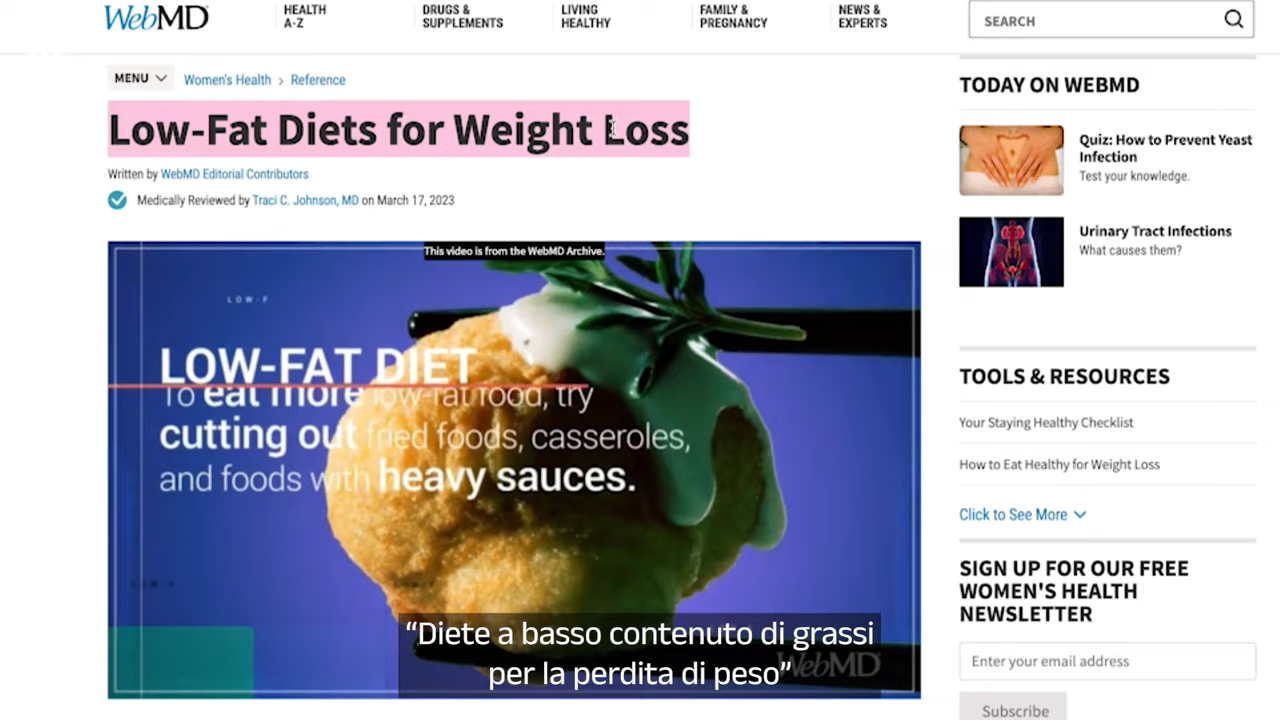 WebMD
HEALTH
A-Z
DRUGS &
SUPPLEMENTS
LIVING
HEALTHY
FAMILY &
PREGNANCY
NEWS &
EXPERTS
SEARCH
MENU
Women's Health > Reference
Low-Fat Diets for Weight Loss
Written by WebMD Editorial Contributors
Medically Reviewed by Traci C. Johnson, MD on March 17, 2023
This video is from the WebMD Archive.
LOW-F
LOW-FAT DIET
To eat more low-fat food, try
cutting out fried foods, casseroles,
and foods with heavy sauces.
WebMD
“Diete a basso contenuto di grassi
per la perdita di peso”
TODAY ON WEBMD
Quiz: How to Prevent Yeast
Infection
Test your knowledge.
Urinary Tract Infections
What causes them?
TOOLS & RESOURCES
Your Staying Healthy Checklist
How to Eat Healthy for Weight Loss
Click to See More
SIGN UP FOR OUR FREE
WOMEN'S HEALTH
NEWSLETTER
Enter your email address
Subscribe